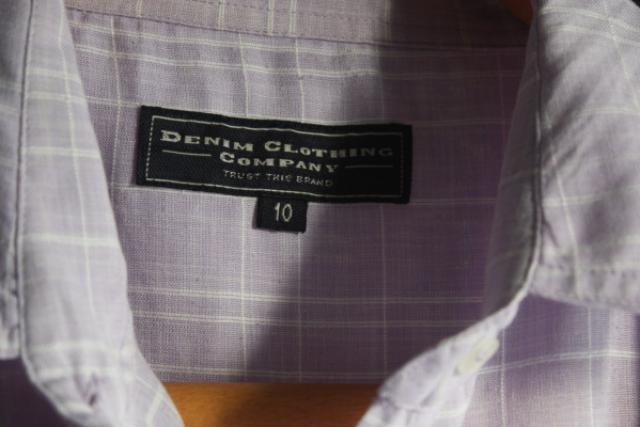 DENIM CLOTHING
COMPANY
TRUST THIS BRAND
10